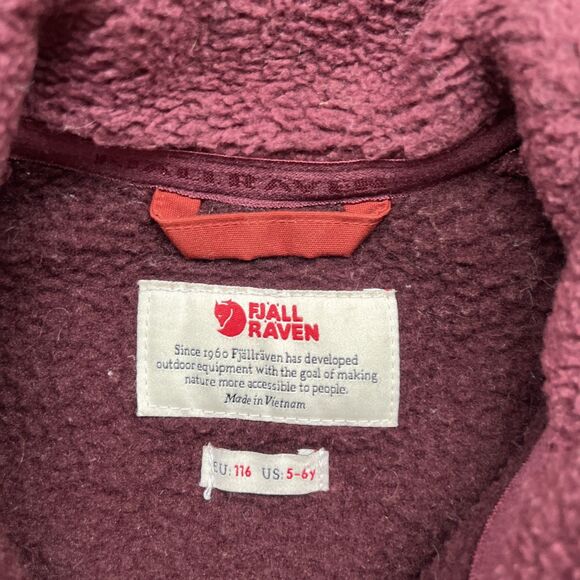 FJÄLLRÄVEN
FJÄLL
RÄVEN
Since 1960 Fjällräven has developed
outdoor equipment with the goal of making
nature more accessible to people.
Made in Vietnam
EU: 116 US: 5-6y